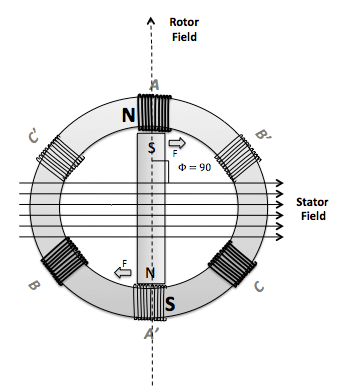 Rotor
Field
A
N
C'
B'
S
F
Φ = 90
Stator
Field
F
N
B
C
S
A'